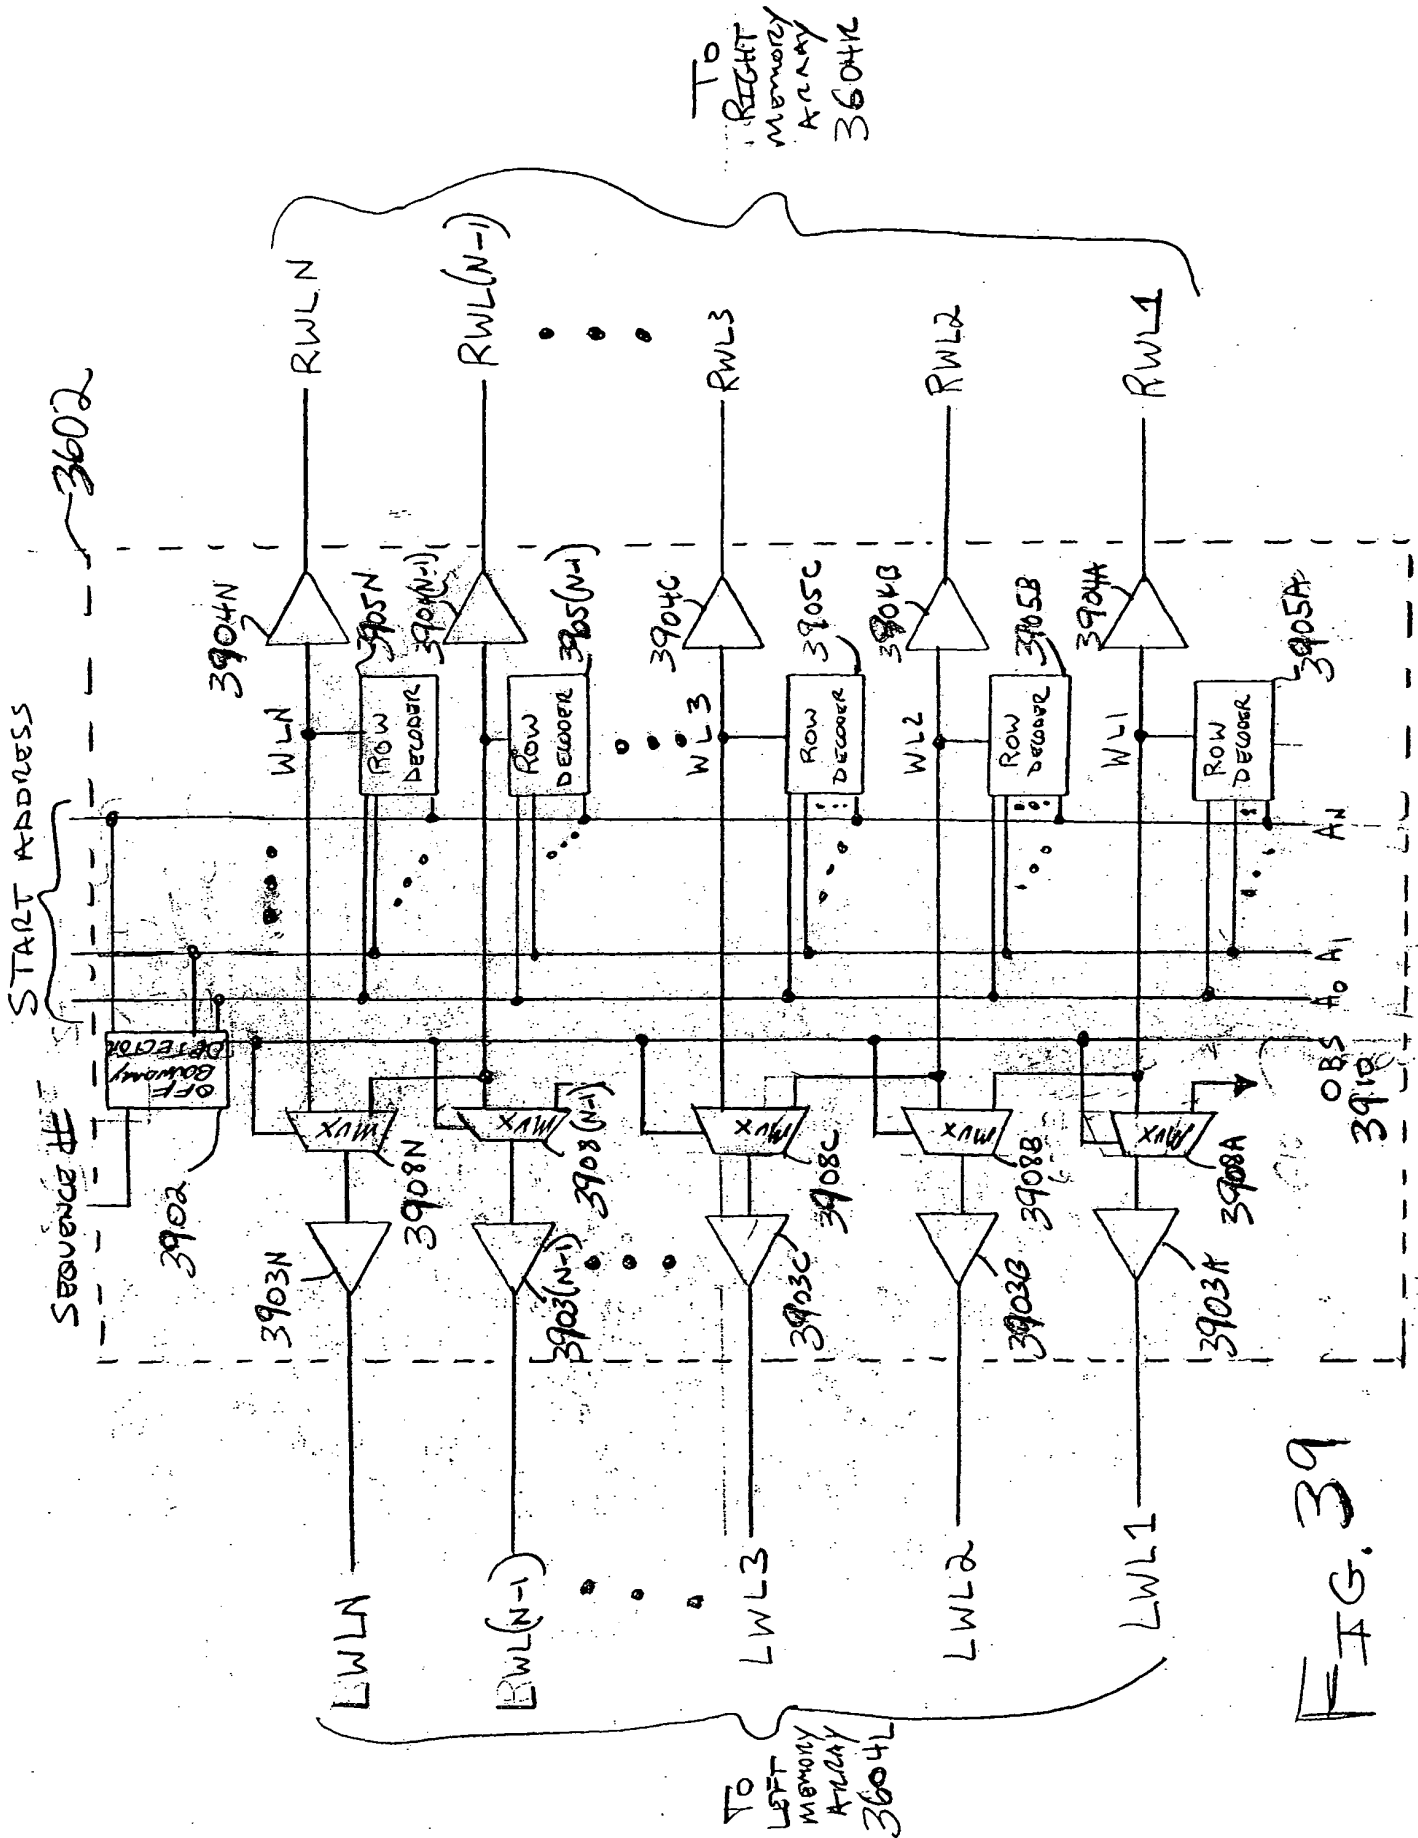 START ADDRESS
SEQUENCE #
3602
3902
OFF
BOUNDARY
DETECTOR
LWLN
3903N
3908N
MUX
WLN
3904N
RWLN
ROW
DECODER
3905N
RWL(N-1)
3903(N-1)
3908(N-1)
MUX
3904(N-1)
RWL(N-1)
ROW
DECODER
3905(N-1)
LWL3
3903C
3908C
MUX
WL3
3904C
RWL3
ROW
DECODER
3905C
LWL2
3903B
3908B
MUX
WL2
3904B
RWL2
ROW
DECODER
3905B
LWL1
3903A
3908A
MUX
WL1
3904A
RWL1
ROW
DECODER
3905A
OBS
3910
A0
A1
AN
TO
LEFT
MEMORY
ARRAY
3604L
TO
RIGHT
MEMORY
ARRAY
3604R
FIG. 39